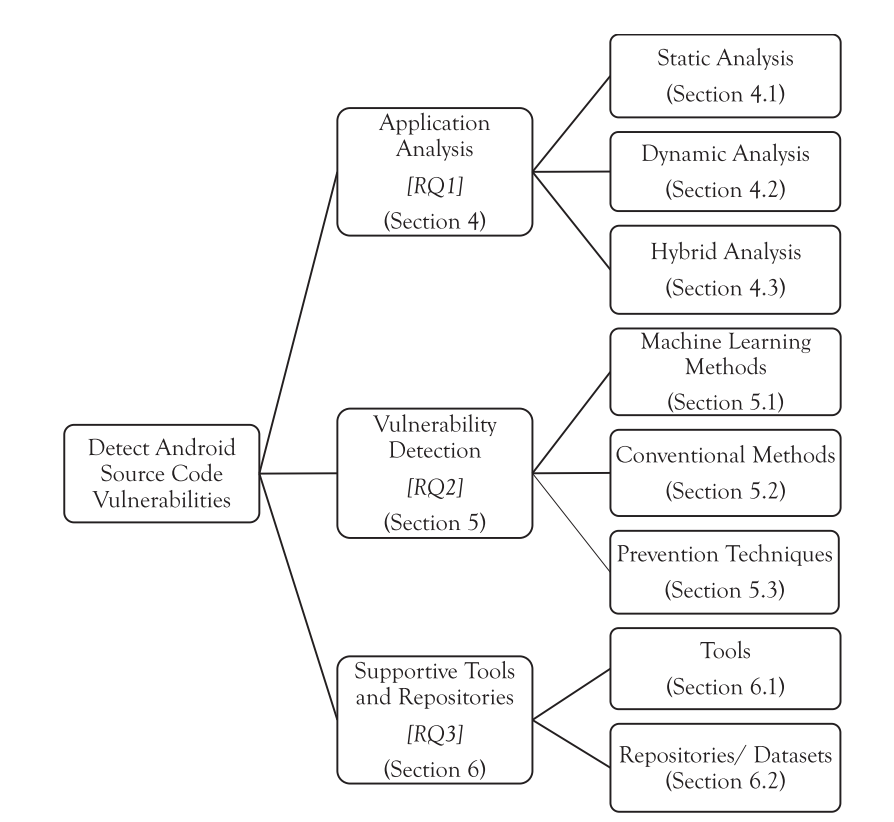 Detect Android
Source Code
Vulnerabilities
Application
Analysis
[RQ1]
(Section 4)
Static Analysis
(Section 4.1)
Dynamic Analysis
(Section 4.2)
Hybrid Analysis
(Section 4.3)
Vulnerability
Detection
[RQ2]
(Section 5)
Machine Learning
Methods
(Section 5.1)
Conventional Methods
(Section 5.2)
Prevention Techniques
(Section 5.3)
Supportive Tools
and Repositories
[RQ3]
(Section 6)
Tools
(Section 6.1)
Repositories/ Datasets
(Section 6.2)